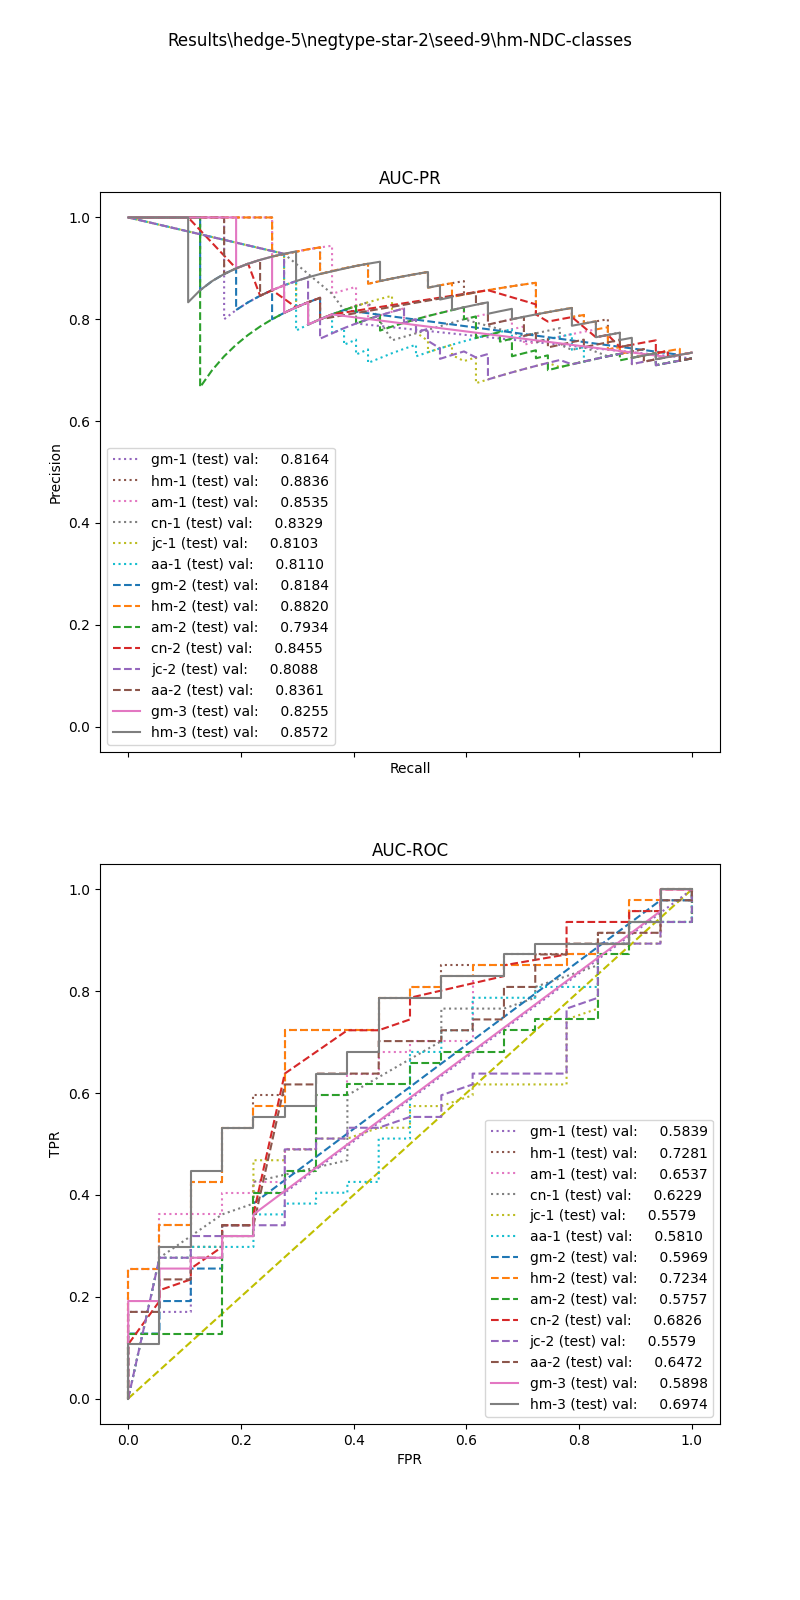 Results\hedge-5\negtype-star-2\seed-9\hm-NDC-classes
AUC-PR
1.0
0.8
0.6
0.4
0.2
0.0
Precision
gm-1 (test) val: 0.8164
hm-1 (test) val: 0.8836
am-1 (test) val: 0.8535
cn-1 (test) val: 0.8329
jc-1 (test) val: 0.8103
aa-1 (test) val: 0.8110
gm-2 (test) val: 0.8184
hm-2 (test) val: 0.8820
am-2 (test) val: 0.7934
cn-2 (test) val: 0.8455
jc-2 (test) val: 0.8088
aa-2 (test) val: 0.8361
gm-3 (test) val: 0.8255
hm-3 (test) val: 0.8572
Recall
AUC-ROC
1.0
0.8
0.6
0.4
0.2
0.0
TPR
gm-1 (test) val: 0.5839
hm-1 (test) val: 0.7281
am-1 (test) val: 0.6537
cn-1 (test) val: 0.6229
jc-1 (test) val: 0.5579
aa-1 (test) val: 0.5810
gm-2 (test) val: 0.5969
hm-2 (test) val: 0.7234
am-2 (test) val: 0.5757
cn-2 (test) val: 0.6826
jc-2 (test) val: 0.5579
aa-2 (test) val: 0.6472
gm-3 (test) val: 0.5898
hm-3 (test) val: 0.6974
0.0 0.2 0.4 0.6 0.8 1.0
FPR